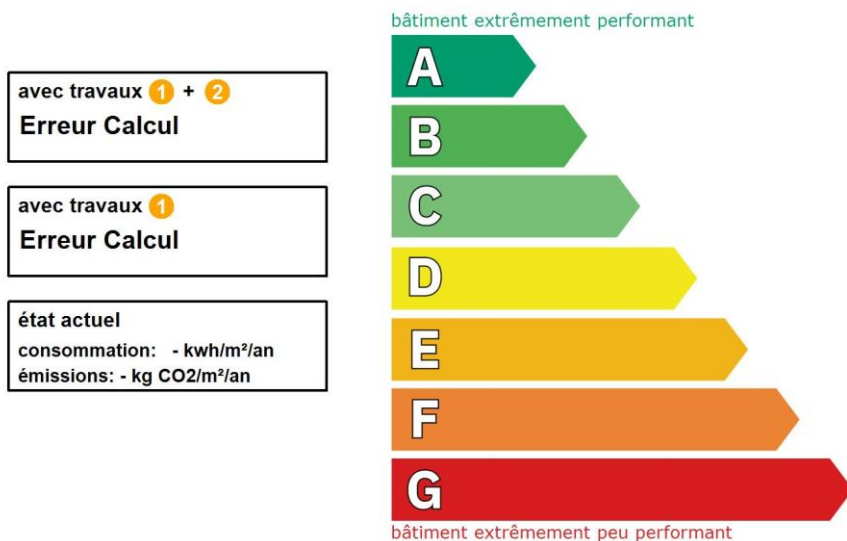 avec travaux 1 + 2
Erreur Calcul
avec travaux 1
Erreur Calcul
état actuel
consommation: - kwh/m²/an
émissions: - kg CO2/m²/an
bâtiment extrêmement performant
A
B
C
D
E
F
G
bâtiment extrêmement peu performant